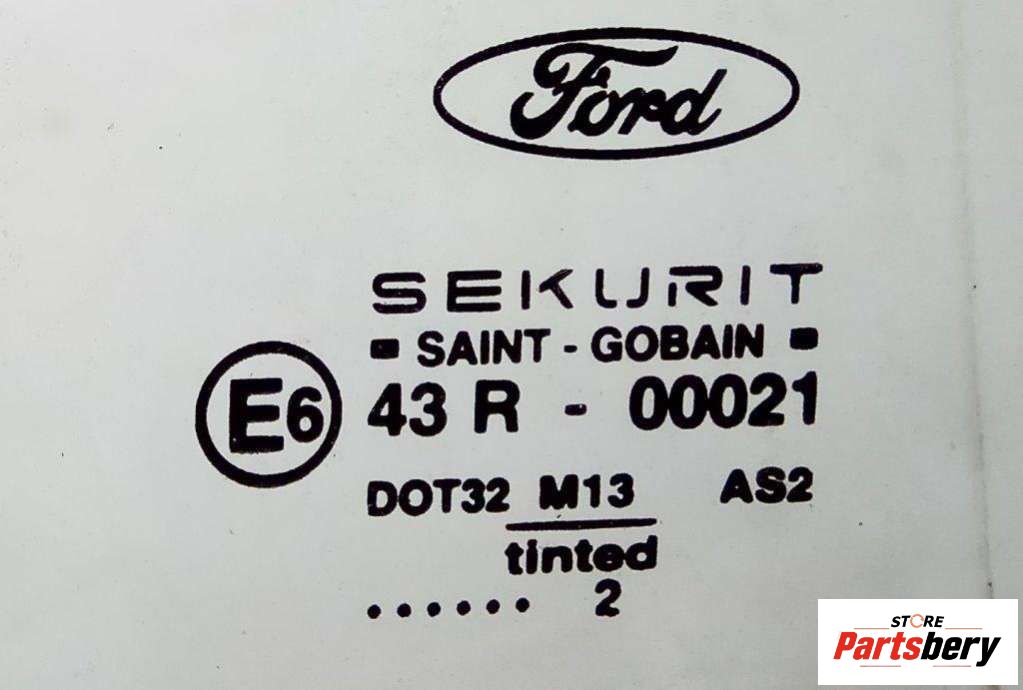 Ford
SEKURIT
▪ SAINT - GOBAIN ▪
E6 43 R - 00021
DOT32 M13 AS2
tinted
...... 2
STORE
Partsbery